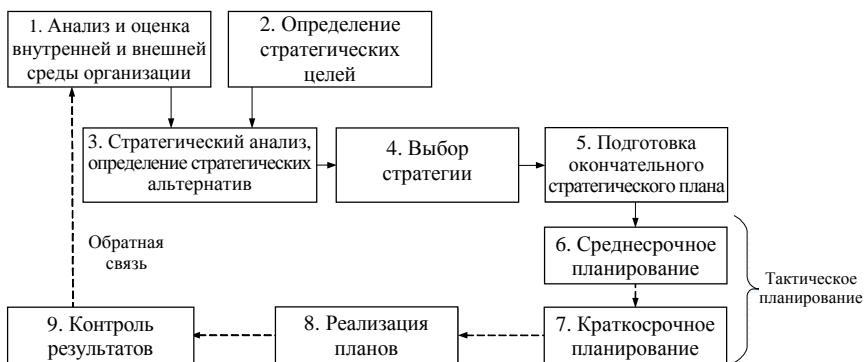 1. Анализ и оценка
внутренней и внешней
среды организации
2. Определение
стратегических
целей
3. Стратегический анализ,
определение стратегических
альтернатив
4. Выбор
стратегии
5. Подготовка
окончательного
стратегического плана
Обратная
связь
6. Среднесрочное
планирование
Тактическое
планирование
9. Контроль
результатов
8. Реализация
планов
7. Краткосрочное
планирование